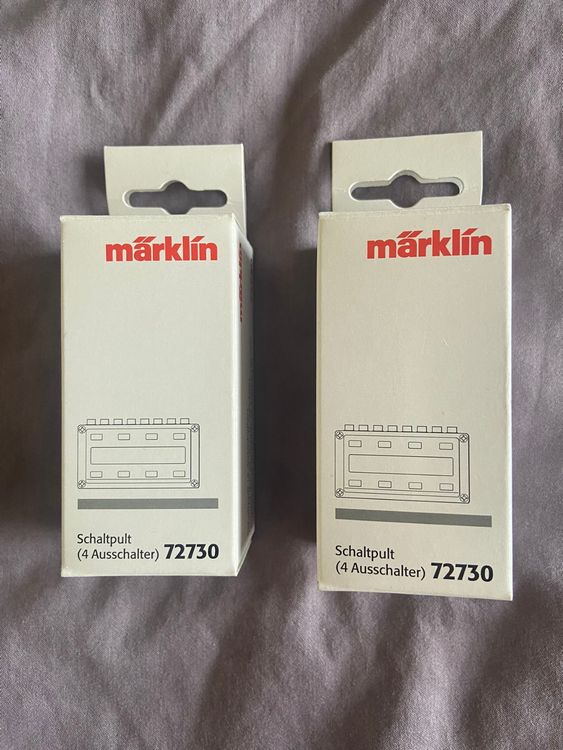 märklin
Schaltpult
(4 Ausschalter) 72730
märklin
Schaltpult
(4 Ausschalter) 72730